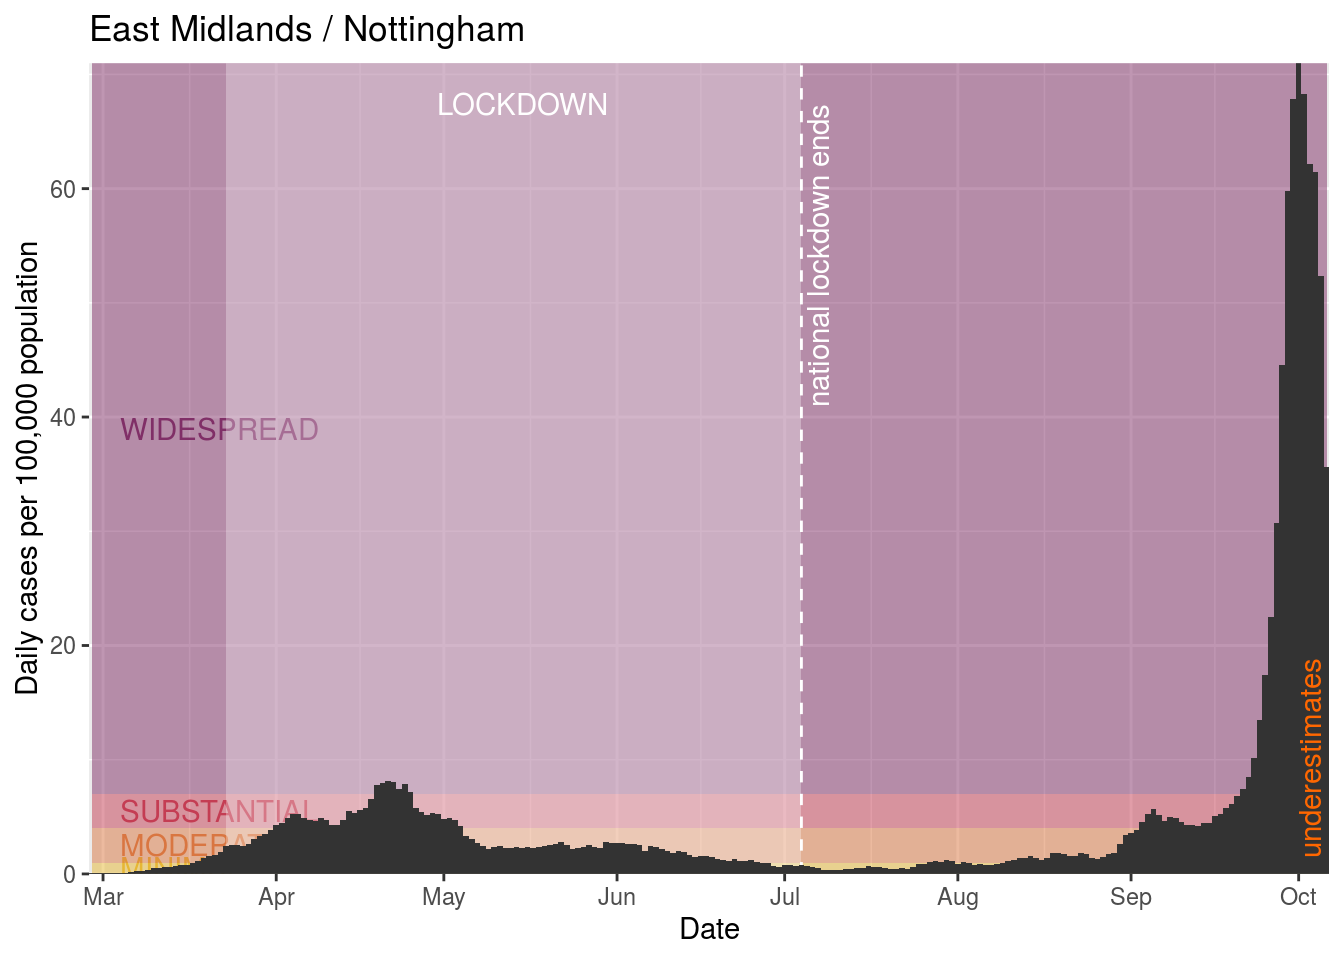 East Midlands / Nottingham
LOCKDOWN
national lockdown ends
WIDESPREAD
SUBSTANTIAL
underestimates
Daily cases per 100,000 population
60
40
20
0
Mar
Apr
May
Jun
Jul
Aug
Sep
Oct
Date